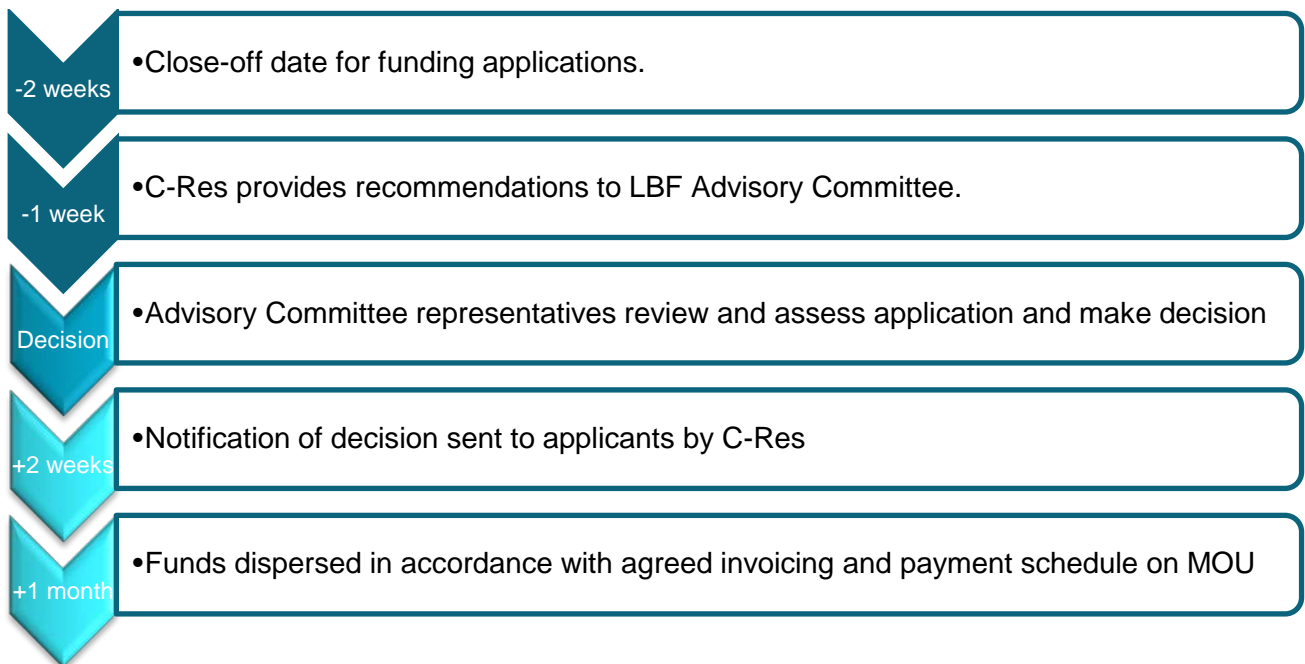 -2 weeks
•Close-off date for funding applications.
-1 week
•C-Res provides recommendations to LBF Advisory Committee.
Decision
•Advisory Committee representatives review and assess application and make decision
+2 weeks
•Notification of decision sent to applicants by C-Res
+1 month
•Funds dispersed in accordance with agreed invoicing and payment schedule on MOU